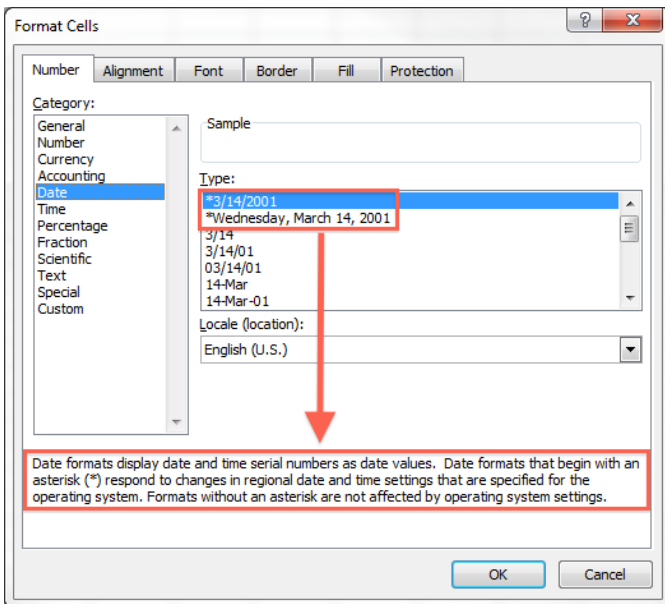 Format Cells
Number Alignment Font Border Fill Protection
Category:
General
Number
Currency
Accounting
Date
Time
Percentage
Fraction
Scientific
Text
Special
Custom
Sample
Type:
*3/14/2001
*Wednesday, March 14, 2001
3/14
3/14/01
03/14/01
14-Mar
14-Mar-01
Locale (location):
English (U.S.)
Date formats display date and time serial numbers as date values.  Date formats that begin with an
asterisk (*) respond to changes in regional date and time settings that are specified for the
operating system. Formats without an asterisk are not affected by operating system settings.
OK Cancel